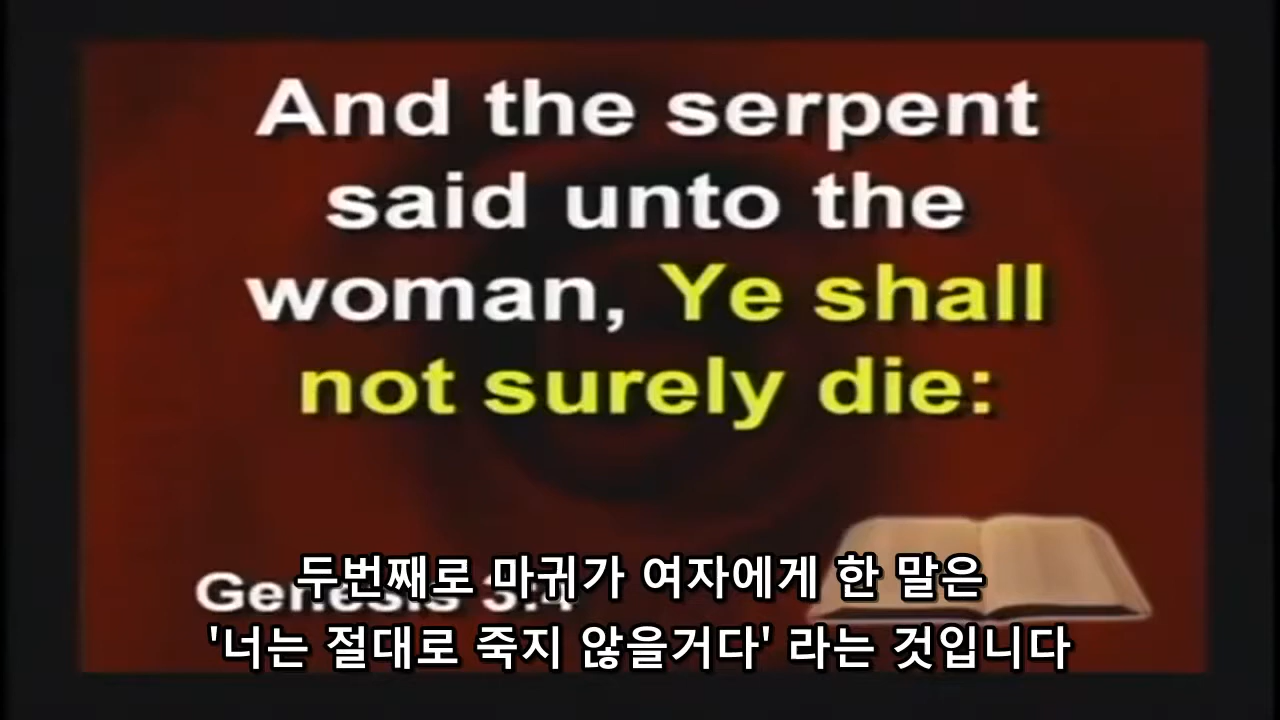 And the serpent
said unto the
woman, Ye shall
not surely die:
Genesis 3:4
두번째로 마귀가 여자에게 한 말은
'너는 절대로 죽지 않을거다' 라는 것입니다